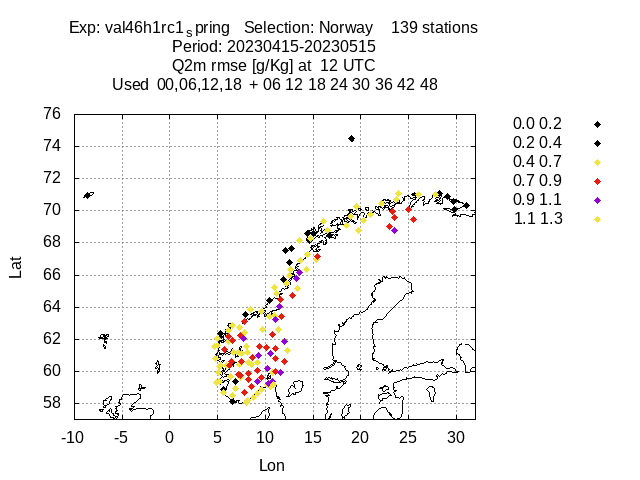 Exp: val46h1rc1spring Selection: Norway 139 stations
Period: 20230415-20230515
Q2m rmse [g/Kg] at 12 UTC
Used 00,06,12,18 + 06 12 18 24 30 36 42 48
76
74
72
70
68
66
64
62
60
58
-10 -5 0 5 10 15 20 25 30
Lat
Lon
0.0 0.2
0.2 0.4
0.4 0.7
0.7 0.9
0.9 1.1
1.1 1.3